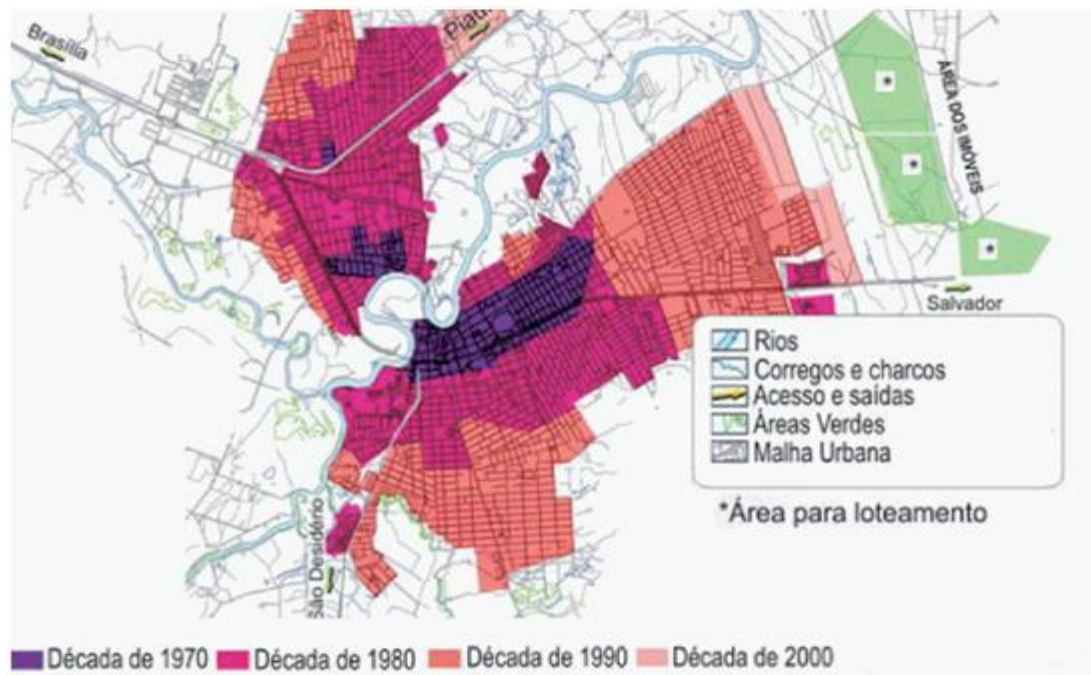 Brasília
Piauí
ÁREA DOS IMÓVEIS
Salvador
Rios
Corregos e charcos
Acesso e saídas
Áreas Verdes
Malha Urbana
*Área para loteamento
São Desidério
Década de 1970
Década de 1980
Década de 1990
Década de 2000